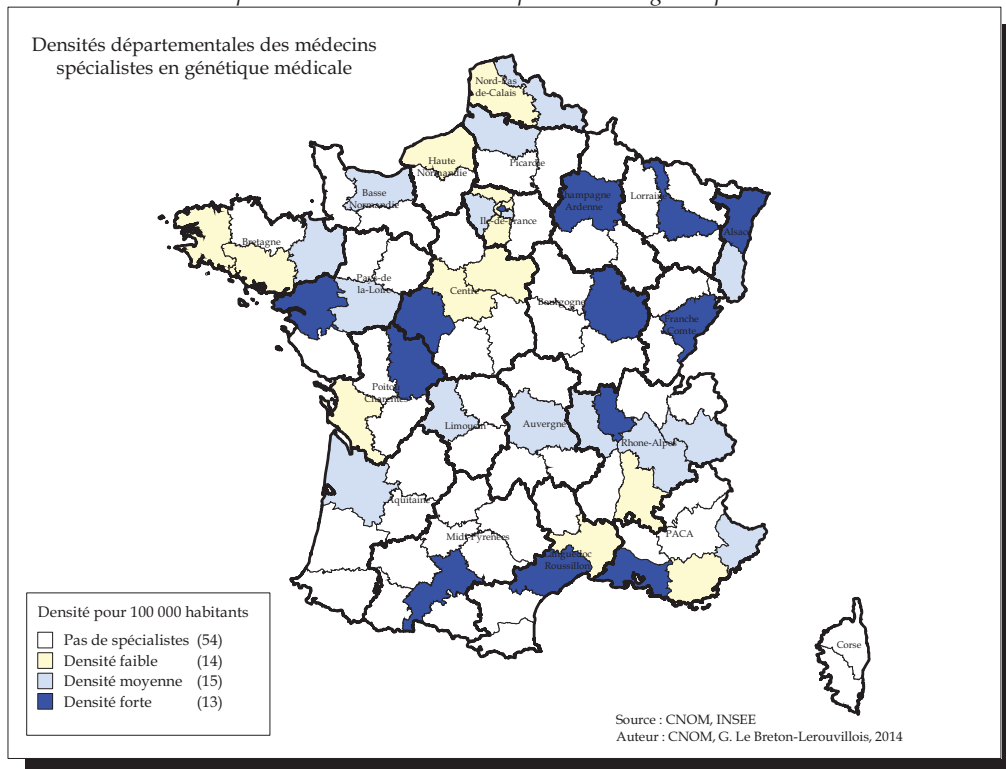 Densités départementales des médecins
spécialistes en génétique médicale
Nord-Pas
de-Calais
Haute
Normandie
Picardie
Basse
Normandie
Ile-de-France
Champagne
Ardenne
Lorraine
Alsace
Bretagne
Pays-de
la-Loire
Centre
Bourgogne
Franche
Comte
Poitou
Charentes
Limousin
Auvergne
Rhone-Alpes
Aquitaine
Midi-Pyrenees
Languedoc
Roussillon
PACA
Corse
Densité pour 100 000 habitants
Pas de spécialistes (54)
Densité faible (14)
Densité moyenne (15)
Densité forte (13)
Source : CNOM, INSEE
Auteur : CNOM, G. Le Breton-Lerouvillois, 2014